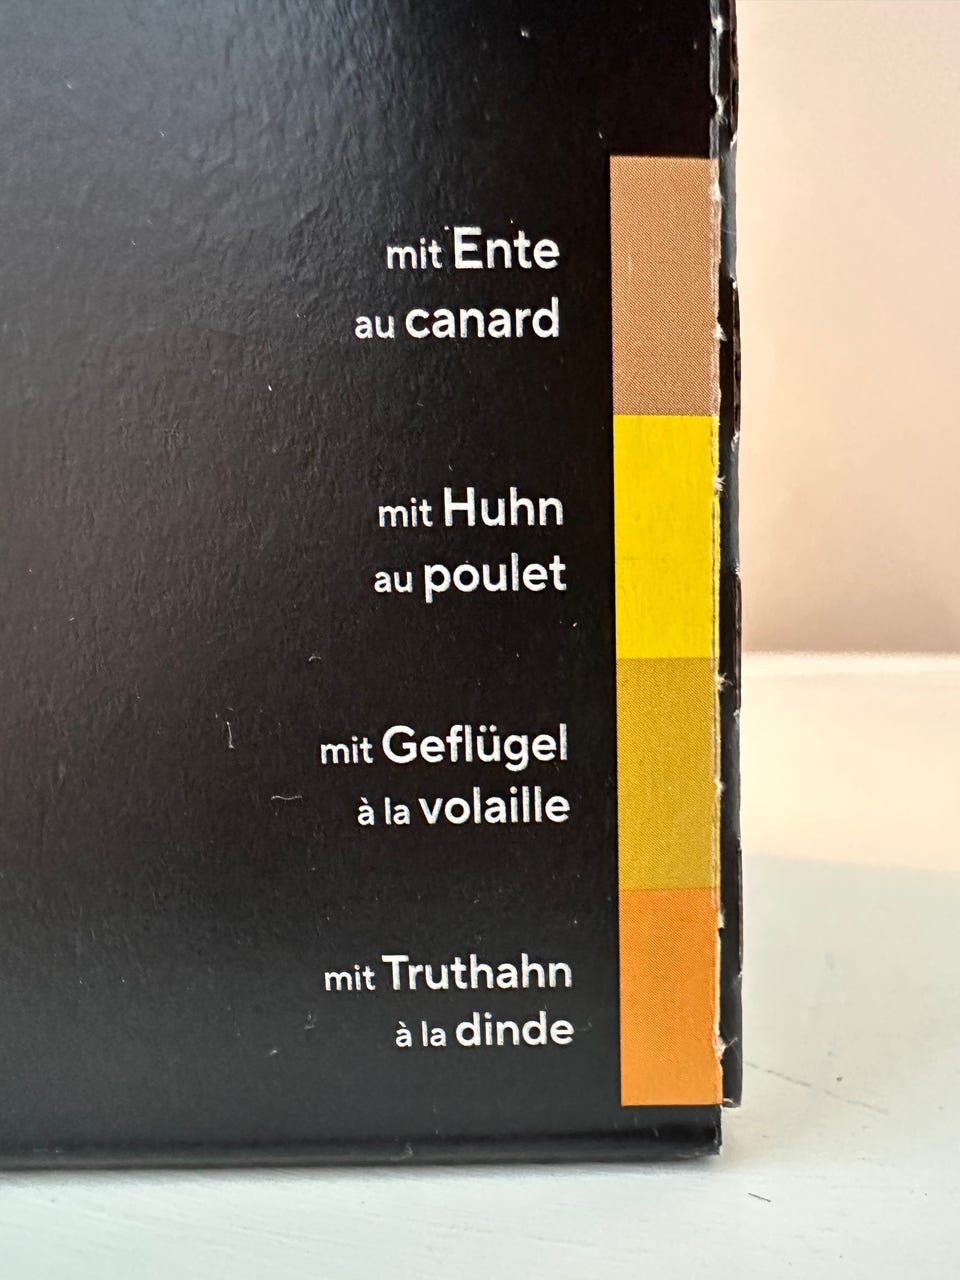 mit Ente
au canard
mit Huhn
au poulet
mit Geflügel
à la volaille
mit Truthahn
à la dinde